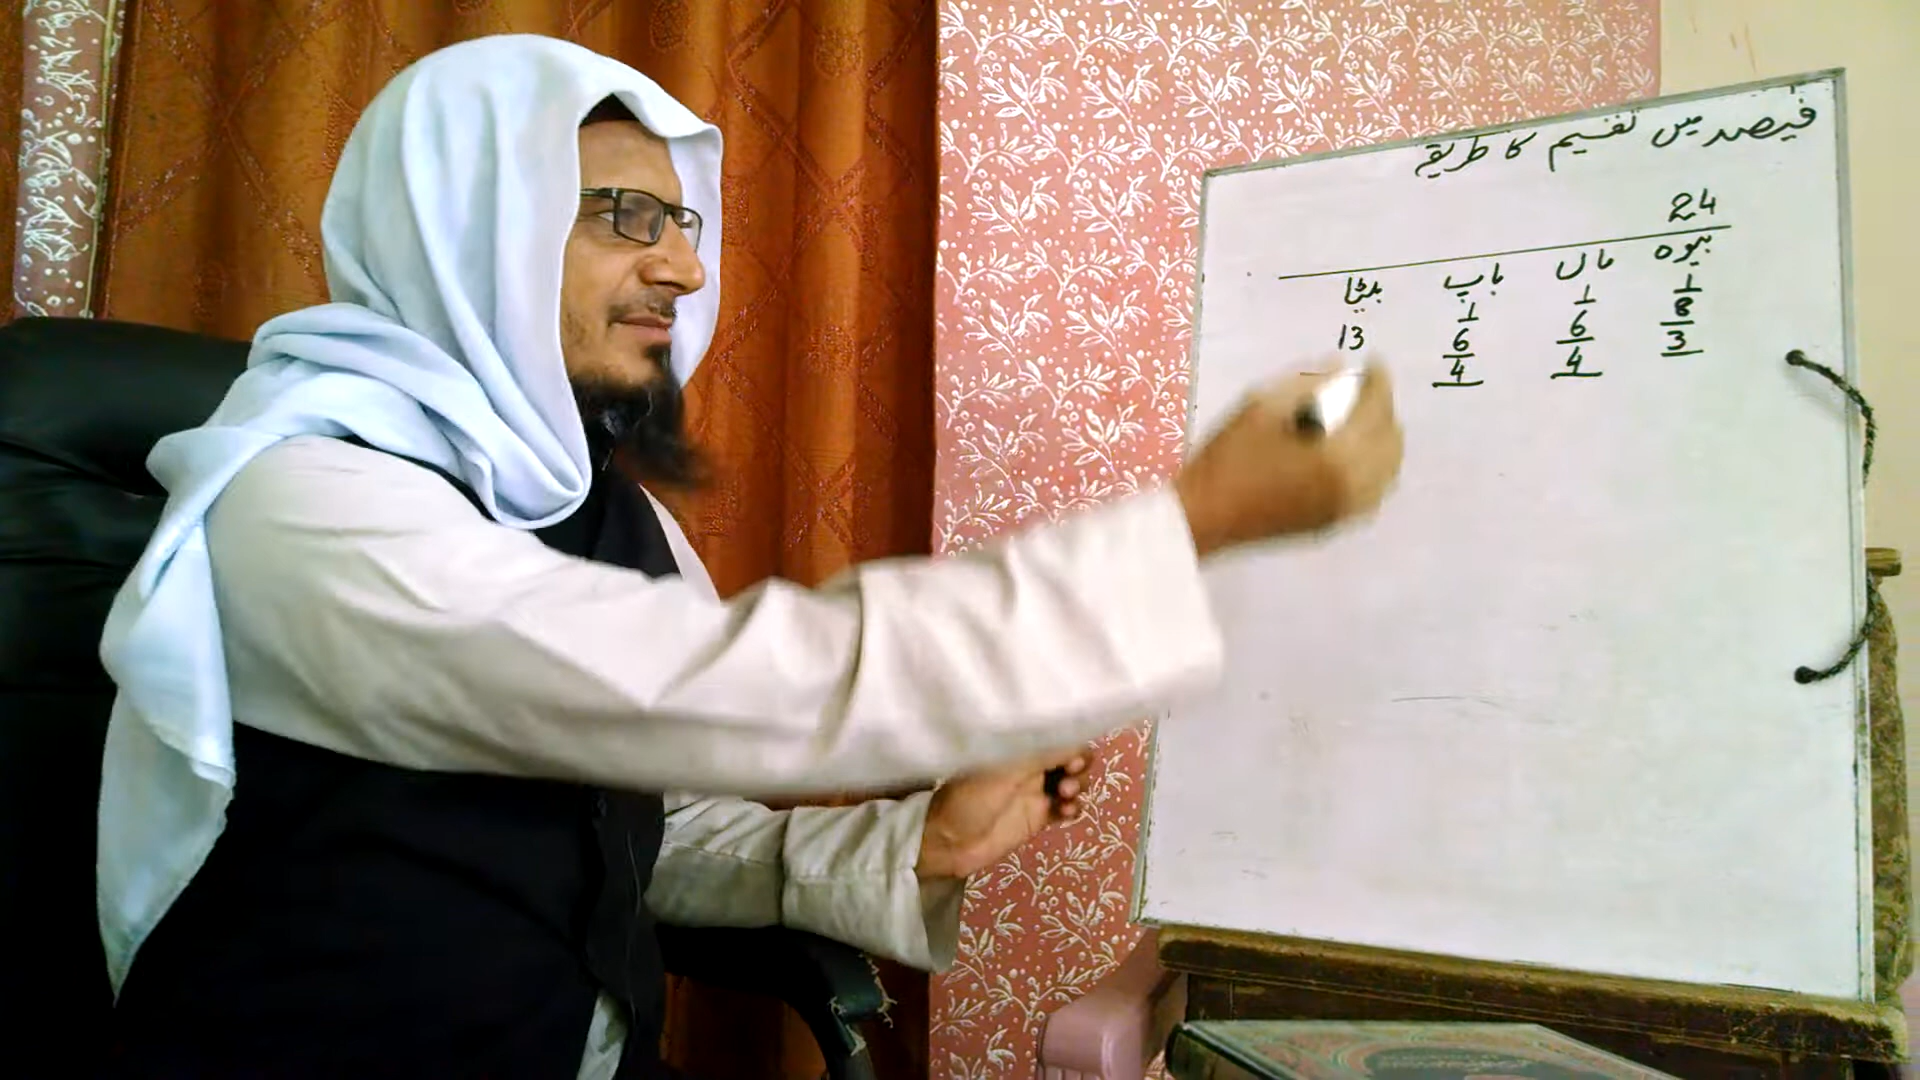 فیصد میں تقسیم کا طریقے
24
بیوہ ماں باپ بیٹا
1 1 1 13
8 6 6
3 4 4